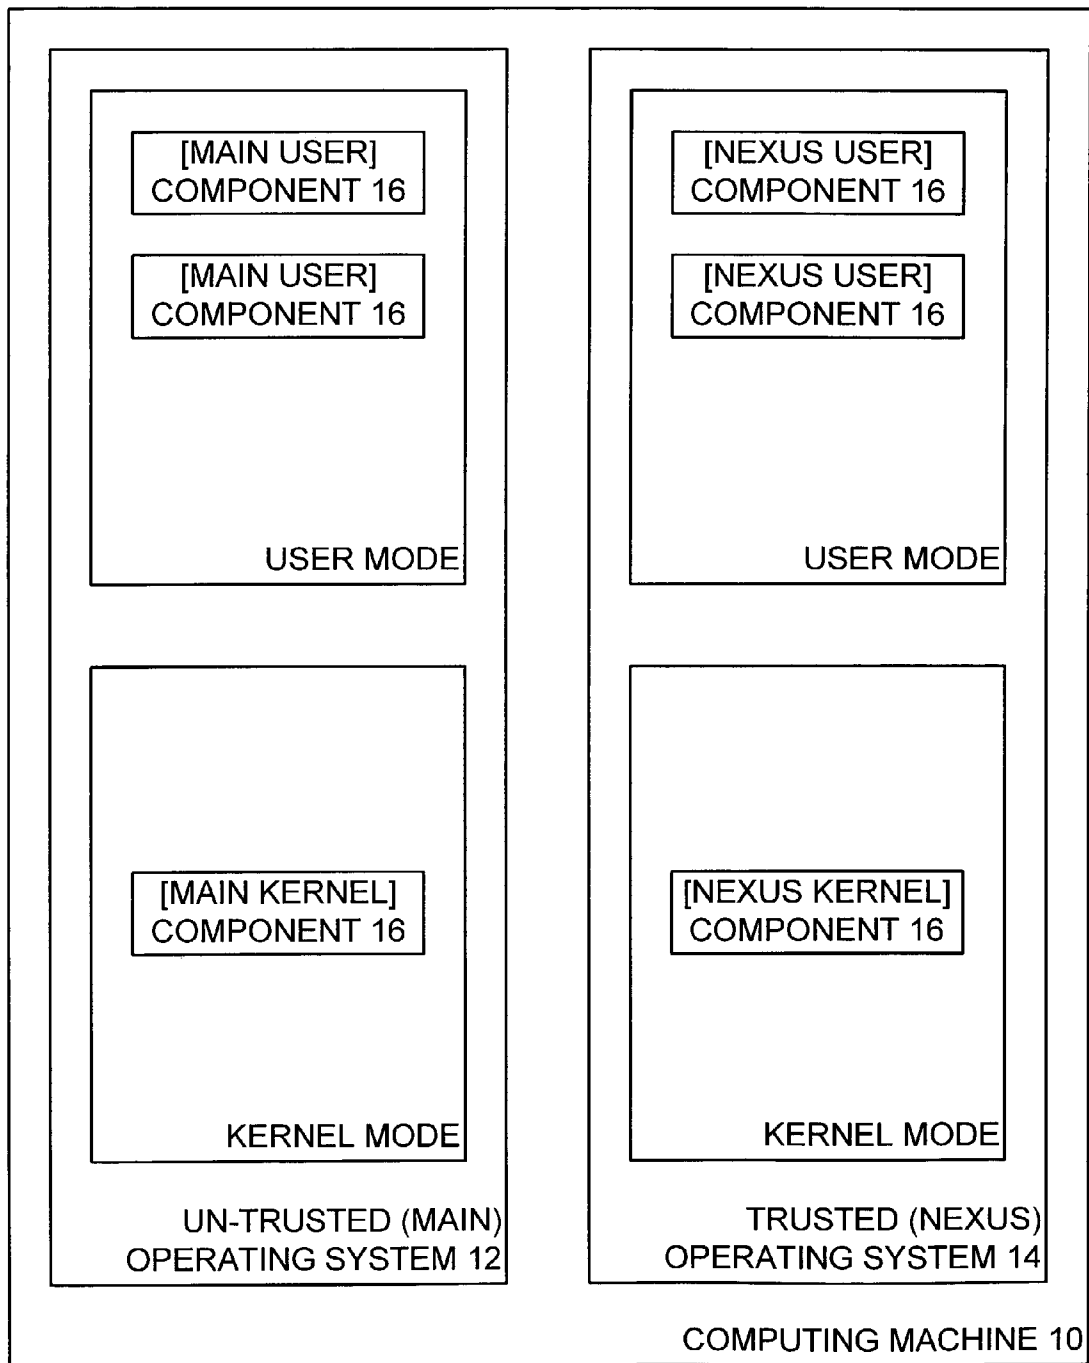 [MAIN USER]
COMPONENT 16
[MAIN USER]
COMPONENT 16
USER MODE
[MAIN KERNEL]
COMPONENT 16
KERNEL MODE
UN-TRUSTED (MAIN)
OPERATING SYSTEM 12
[NEXUS USER]
COMPONENT 16
[NEXUS USER]
COMPONENT 16
USER MODE
[NEXUS KERNEL]
COMPONENT 16
KERNEL MODE
TRUSTED (NEXUS)
OPERATING SYSTEM 14
COMPUTING MACHINE 10